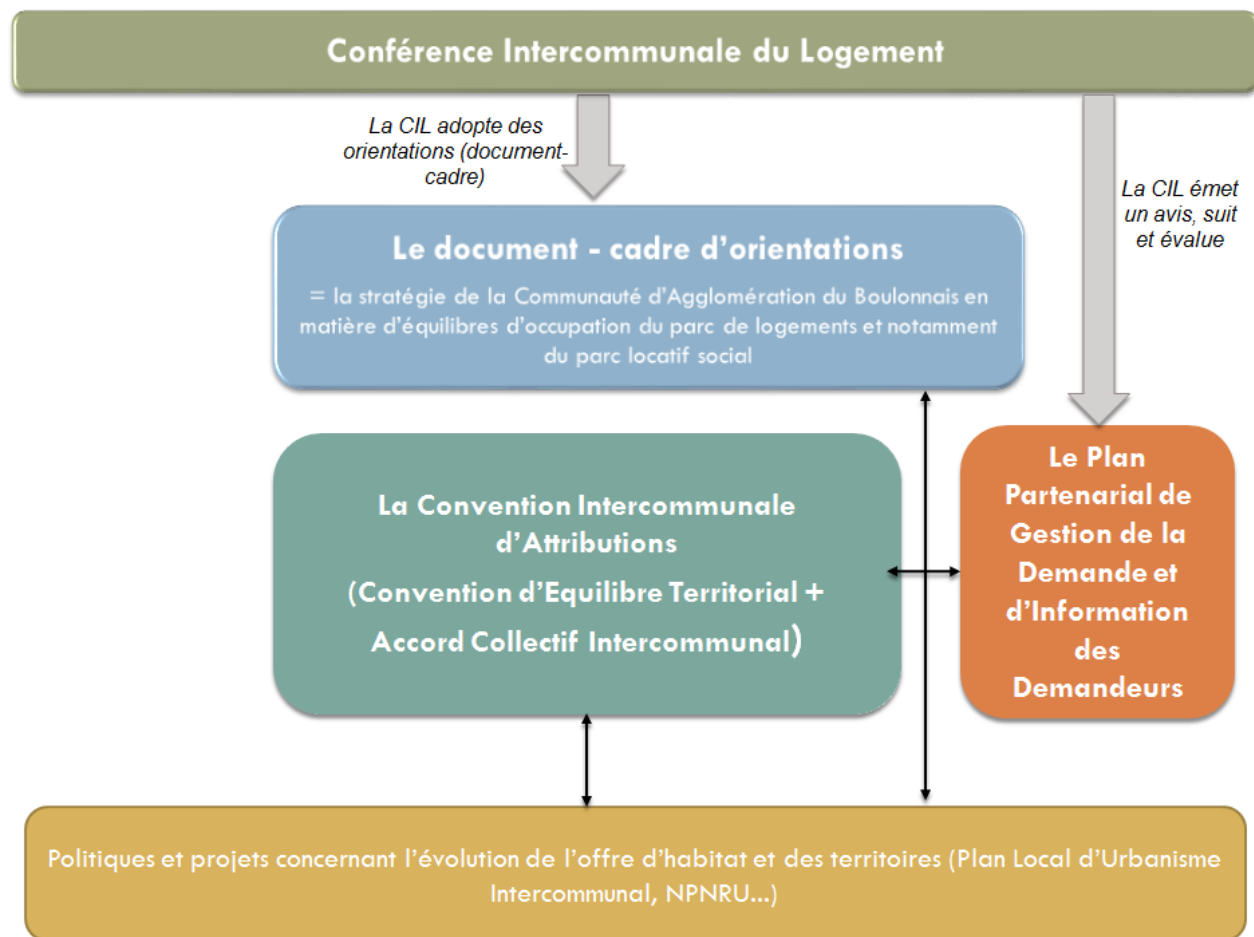 Conférence Intercommunale du Logement
La CIL adopte des
orientations (document-
cadre)
La CIL émet
un avis, suit
et évalue
Le document - cadre d'orientations
= la stratégie de la Communauté d'Agglomération du Boulonnais en
matière d'équilibres d'occupation du parc de logements et notamment
du parc locatif social
La Convention Intercommunale
d'Attributions
(Convention d'Equilibre Territorial +
Accord Collectif Intercommunal)
Le Plan
Partenarial de
Gestion de la
Demande et
d'Information
des
Demandeurs
Politiques et projets concernant l'évolution de l'offre d'habitat et des territoires (Plan Local d'Urbanisme
Intercommunal, NPNRU...)